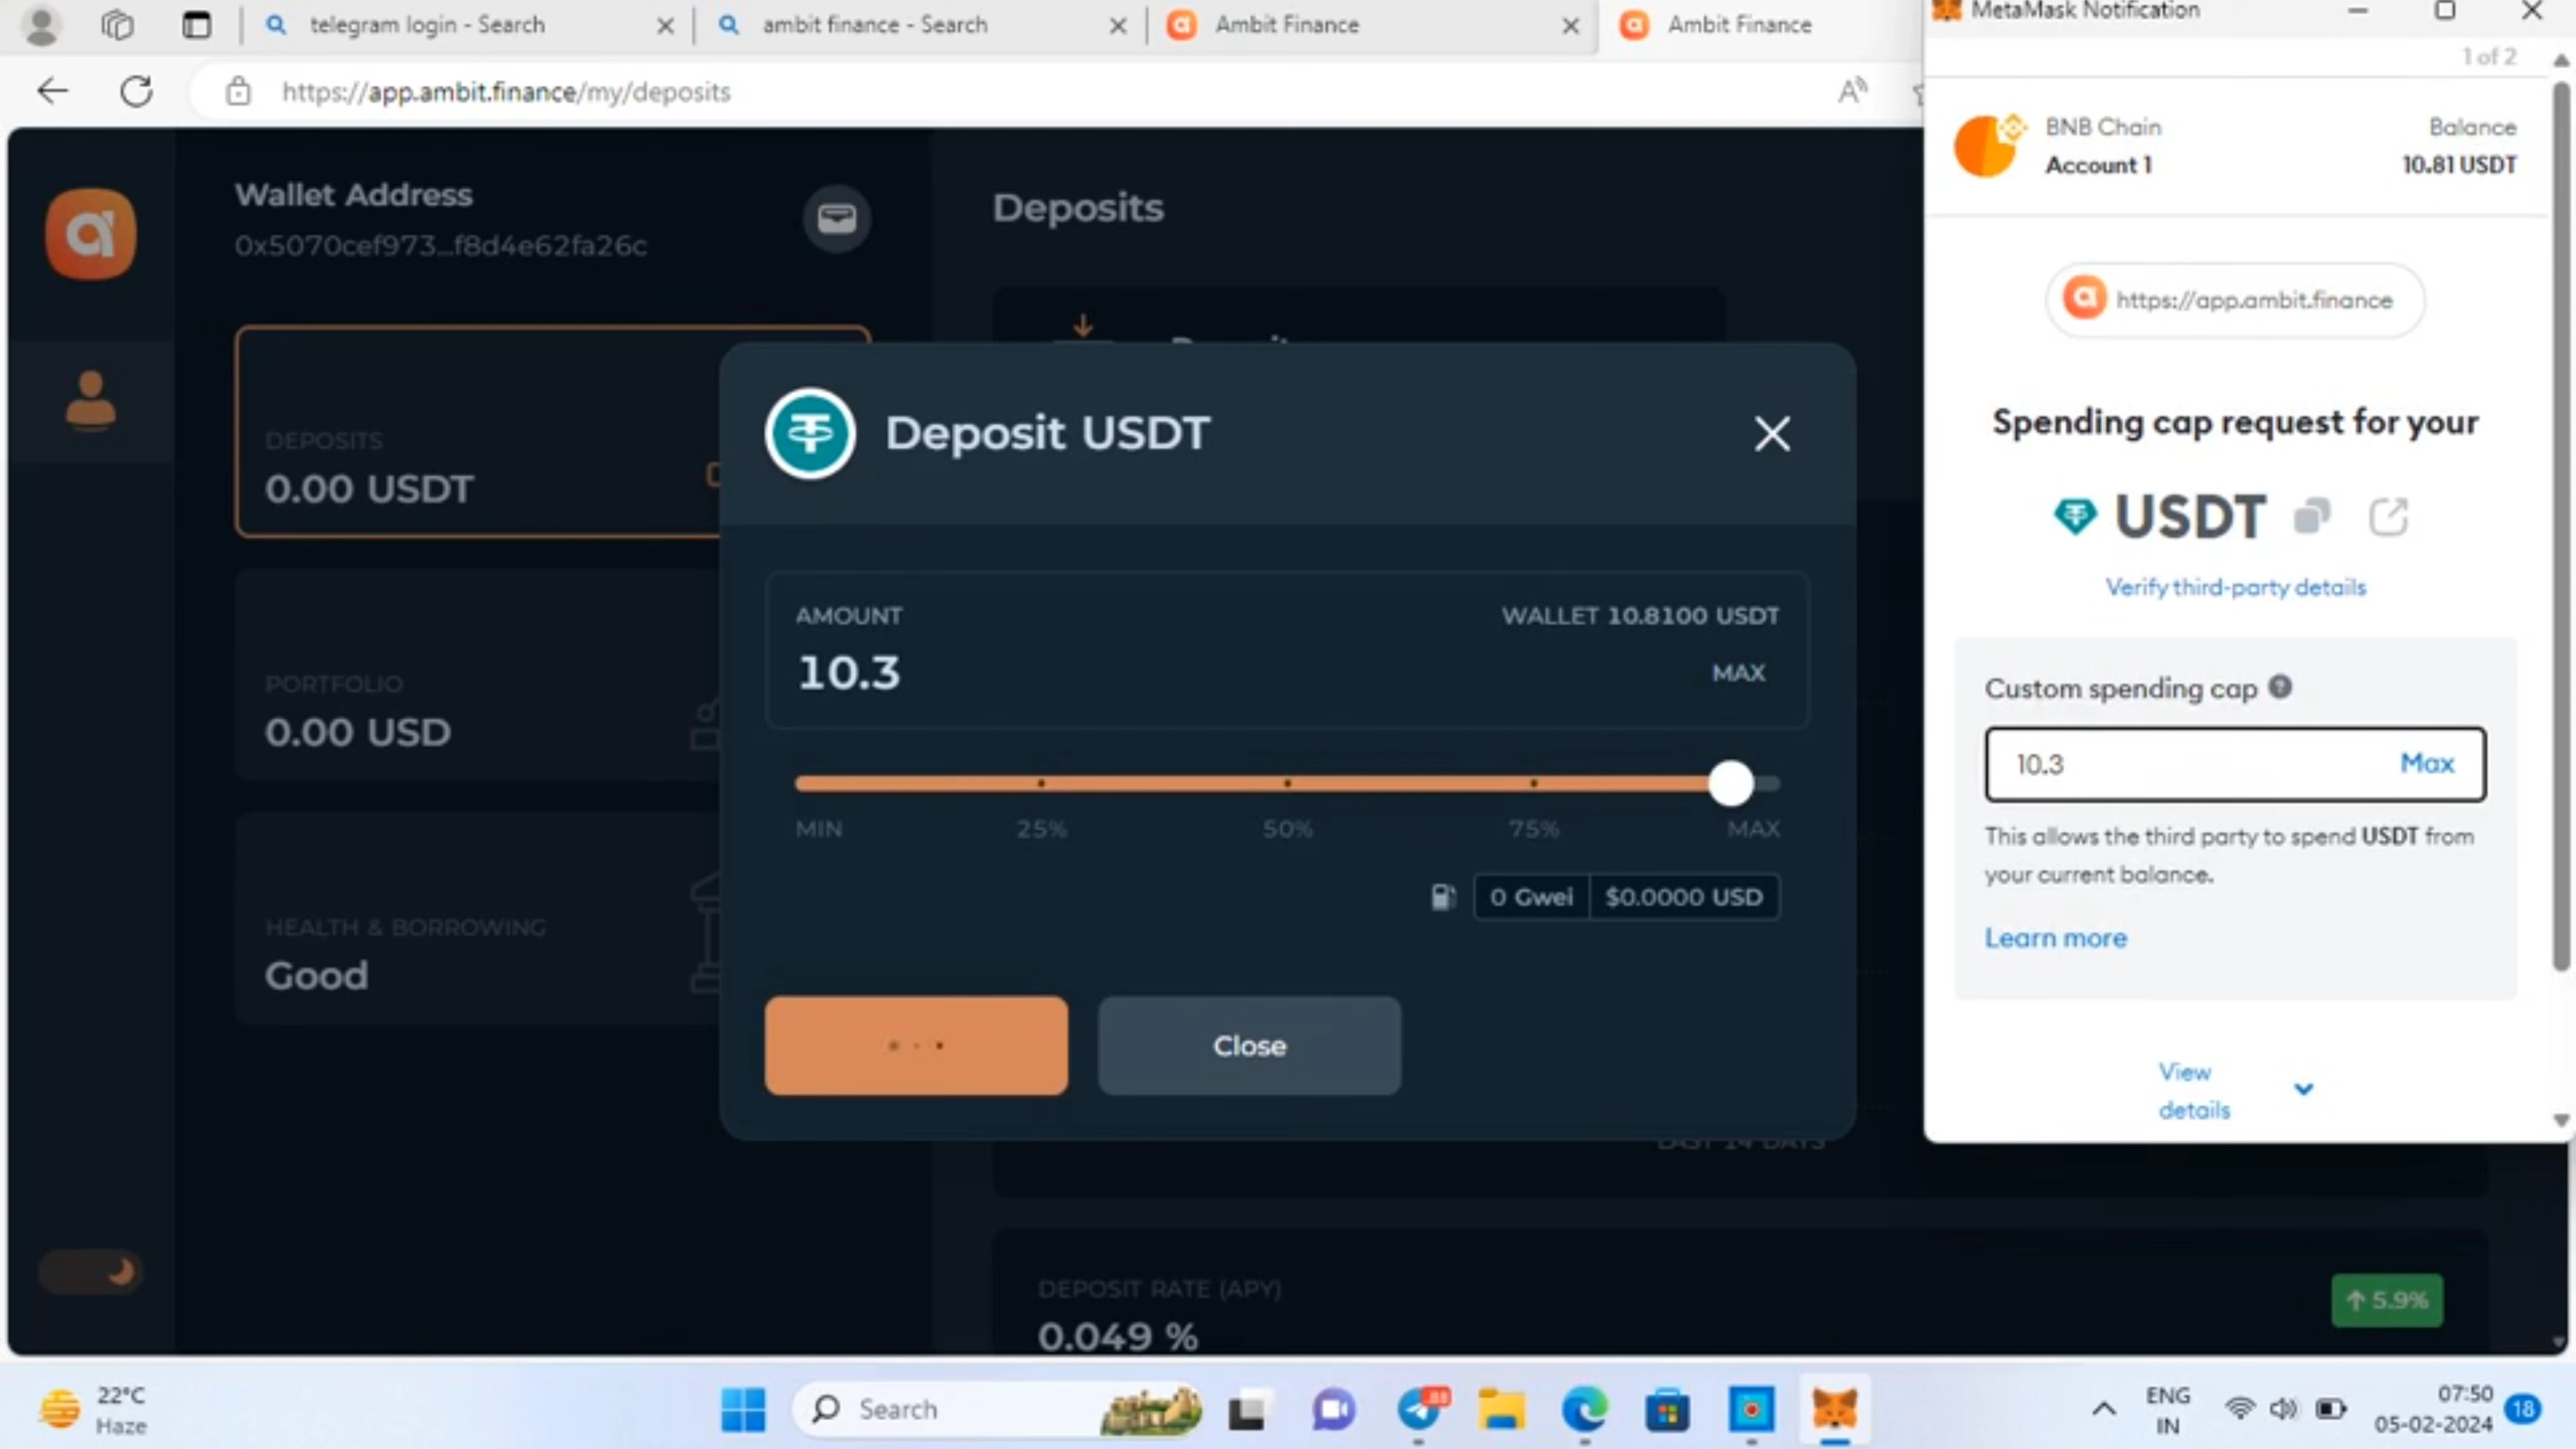 telegram login - Search
ambit finance - Search
Ambit Finance
Ambit Finance
https://app.ambit.finance/my/deposits
Wallet Address
0x5070cef973...f8d4e62fa26c
DEPOSITS
0.00 USDT
PORTFOLIO
0.00 USD
HEALTH & BORROWING
Good
Deposits
Deposit USDT
AMOUNT
WALLET 10.8100 USDT
10.3
MAX
MIN
25%
50%
75%
MAX
0 Gwei
$0.0000 USD
Close
LAST 14 DAYS
DEPOSIT RATE (APY)
0.049 %
5.9%
MetaMask Notification
1 of 2
BNB Chain
Balance
Account 1
10.81 USDT
https://app.ambit.finance
Spending cap request for your
USDT
Verify third-party details
Custom spending cap
10.3
Max
This allows the third party to spend USDT from
your current balance.
Learn more
View
details
22°C
Haze
Search
88
ENG
IN
07:50
05-02-2024
18